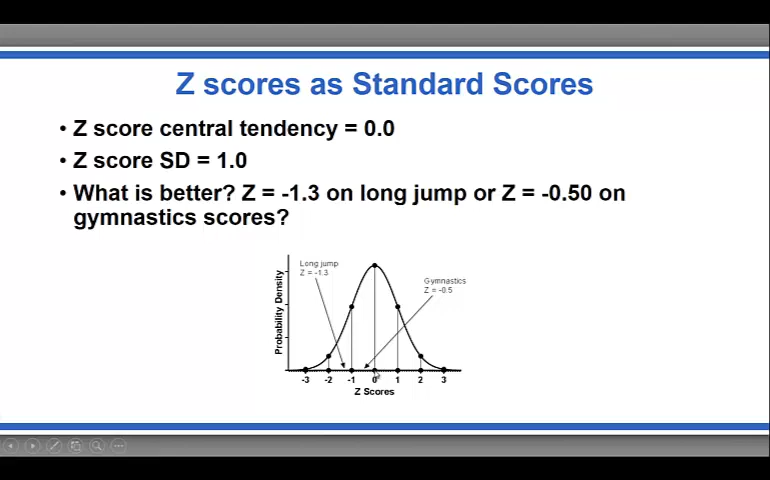 Z scores as Standard Scores
• Z score central tendency = 0.0
• Z score SD = 1.0
• What is better? Z = -1.3 on long jump or Z = -0.50 on
gymnastics scores?
Long jump
Z = -1.3
Gymnastics
Z = -0.5
Probability Density
-3 -2 -1 0 1 2 3
Z Scores